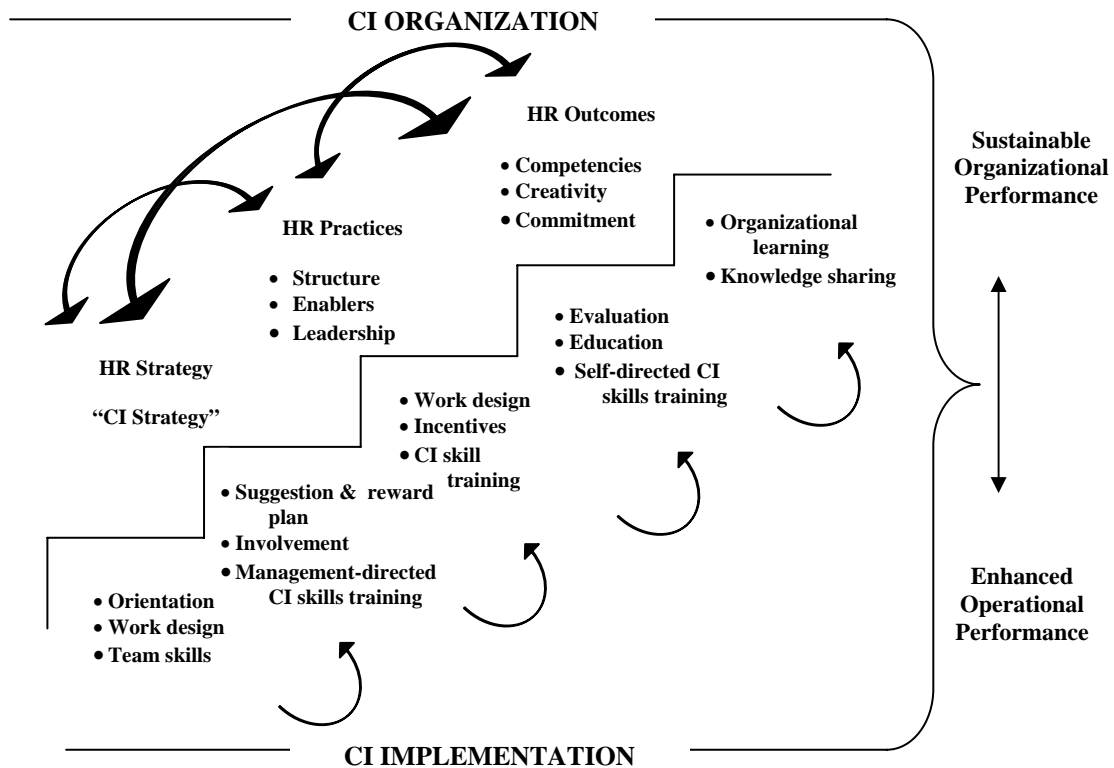 CI ORGANIZATION
HR Outcomes
• Competencies
• Creativity
• Commitment
HR Practices
• Structure
• Enablers
• Leadership
HR Strategy
“CI Strategy”
• Organizational
learning
• Knowledge sharing
• Evaluation
• Education
• Self-directed CI
skills training
• Work design
• Incentives
• CI skill
training
• Suggestion & reward
plan
• Involvement
• Management-directed
CI skills training
• Orientation
• Work design
• Team skills
Sustainable
Organizational
Performance
Enhanced
Operational
Performance
CI IMPLEMENTATION